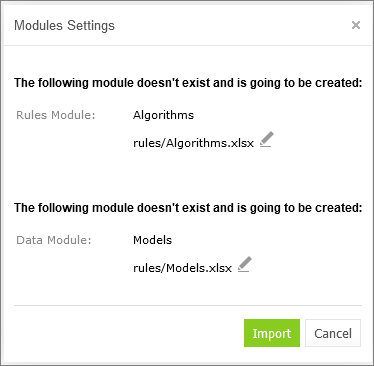 Modules Settings ×
The following module doesn't exist and is going to be created:
Rules Module: Algorithms
rules/Algorithms.xlsx
The following module doesn't exist and is going to be created:
Data Module: Models
rules/Models.xlsx
Import Cancel